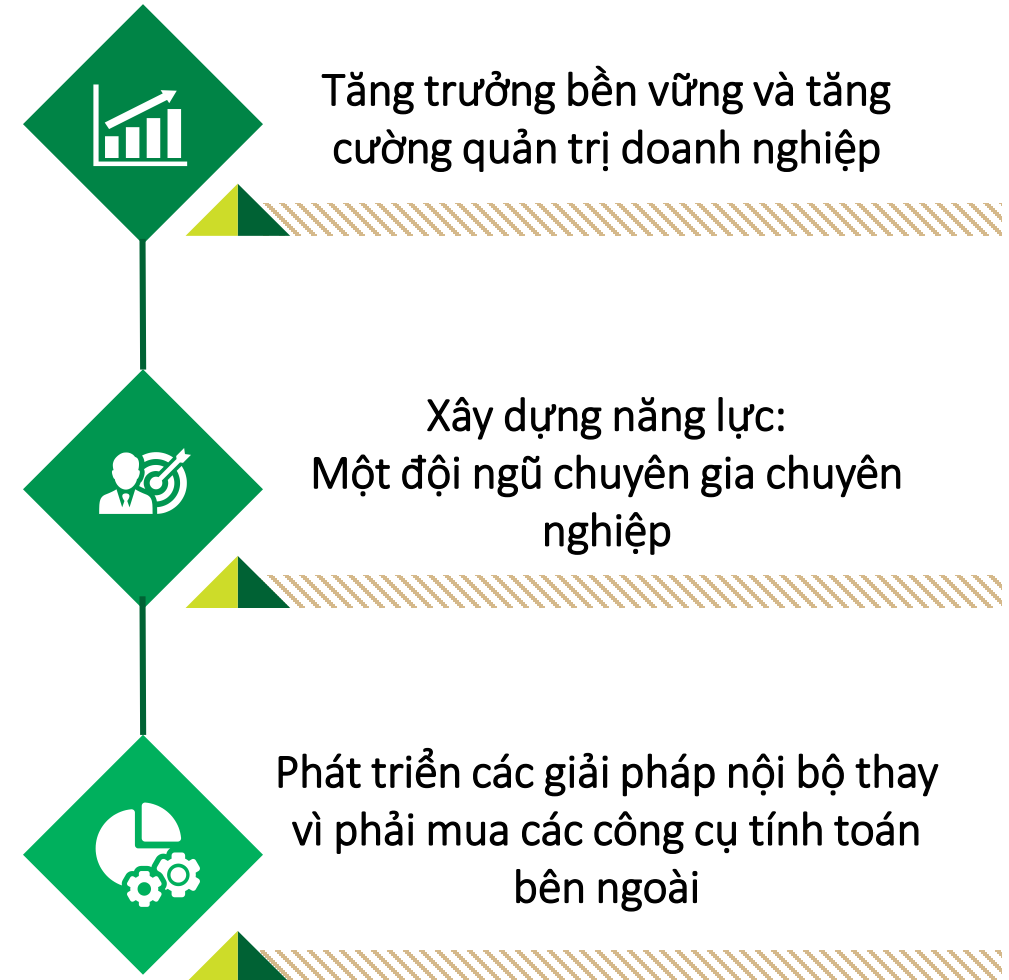 Tăng trưởng bền vững và tăng
cường quản trị doanh nghiệp
Xây dựng năng lực:
Một đội ngũ chuyên gia chuyên
nghiệp
Phát triển các giải pháp nội bộ thay
vì phải mua các công cụ tính toán
bên ngoài